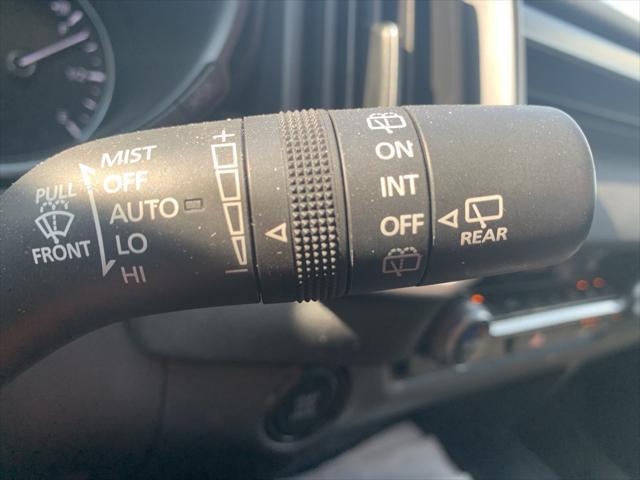 MIST
OFF
AUTO
LO
HI
PULL
FRONT
+
-
ON
INT
OFF
REAR